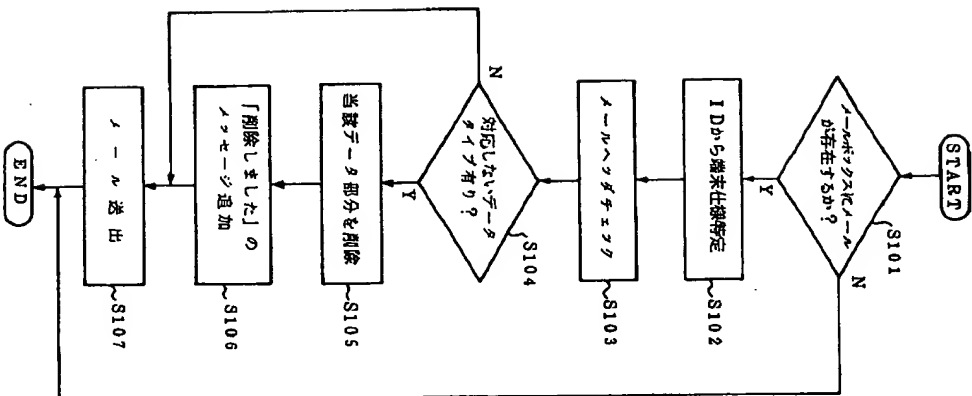 START
メールボックスにメール
が存在するか？
S101
N
Y
IDから端末仕様特定
S102
メールヘッダチェック
S103
対応しないデータ
タイプ有り？
S104
N
Y
当該データ部分を削除
S105
「削除しました」の
メッセージ追加
S106
メール送出
S107
END